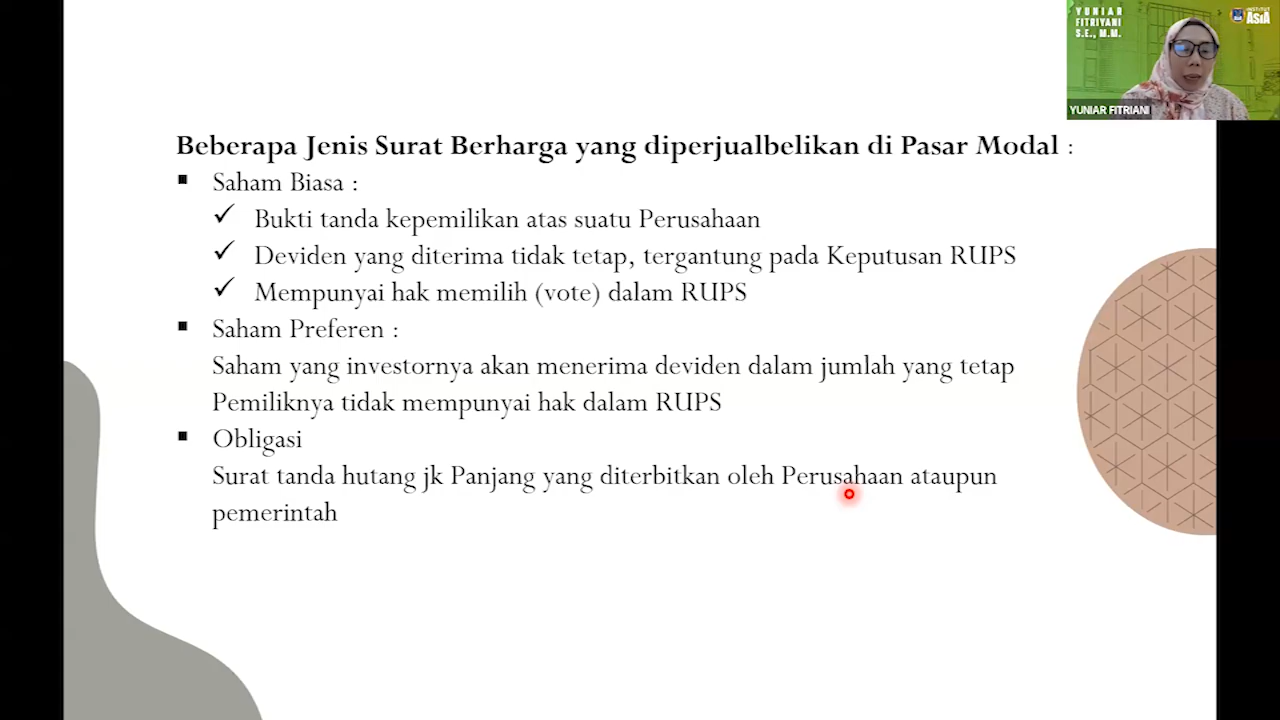 YUNIAR
FITRIYANI
S.E., M.M.
INSTITUT
ASIA
YUNIAR FITRIANI
Beberapa Jenis Surat Berharga yang diperjualbelikan di Pasar Modal :
Saham Biasa :
Bukti tanda kepemilikan atas suatu Perusahaan
Deviden yang diterima tidak tetap, tergantung pada Keputusan RUPS
Mempunyai hak memilih (vote) dalam RUPS
Saham Preferen :
Saham yang investornya akan menerima deviden dalam jumlah yang tetap
Pemiliknya tidak mempunyai hak dalam RUPS
Obligasi
Surat tanda hutang jk Panjang yang diterbitkan oleh Perusahaan ataupun
pemerintah